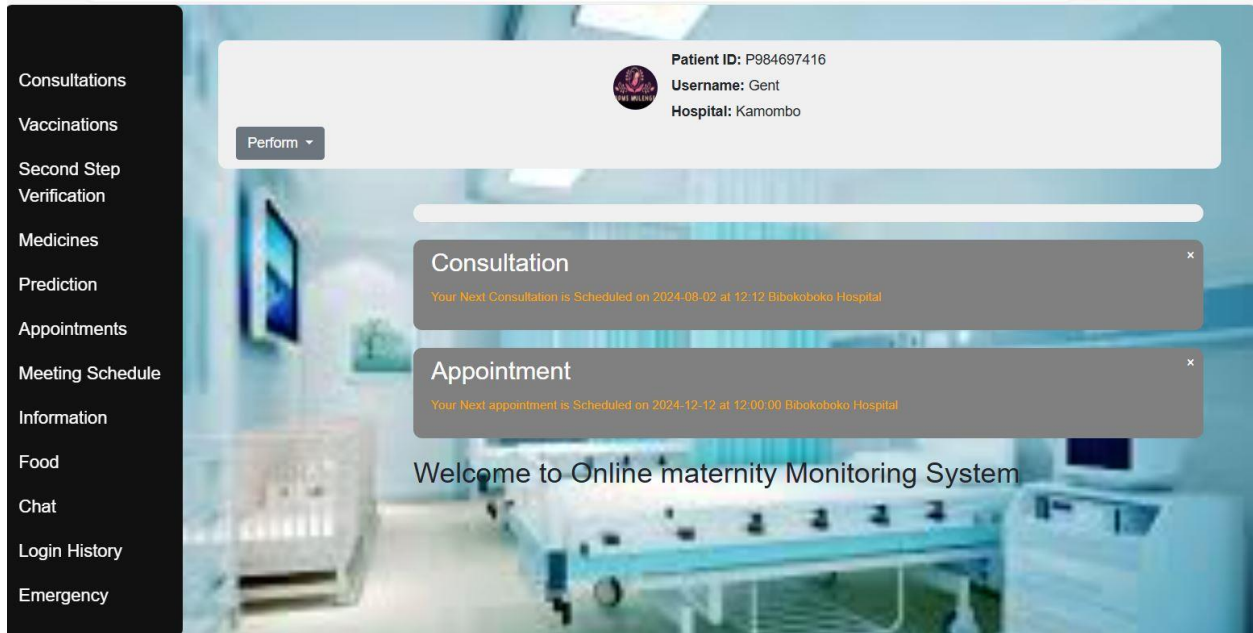 Consultations
Vaccinations
Second Step
Verification
Medicines
Prediction
Appointments
Meeting Schedule
Information
Food
Chat
Login History
Emergency
Patient ID: P984697416
Username: Gent
Hospital: Kamombo
Perform
Consultation
×
Your Next Consultation is Scheduled on 2024-08-02 at 12:12 Bibokoboko Hospital
Appointment
×
Your Next appointment is Scheduled on 2024-12-12 at 12:00:00 Bibokoboko Hospital
Welcome to Online maternity Monitoring System